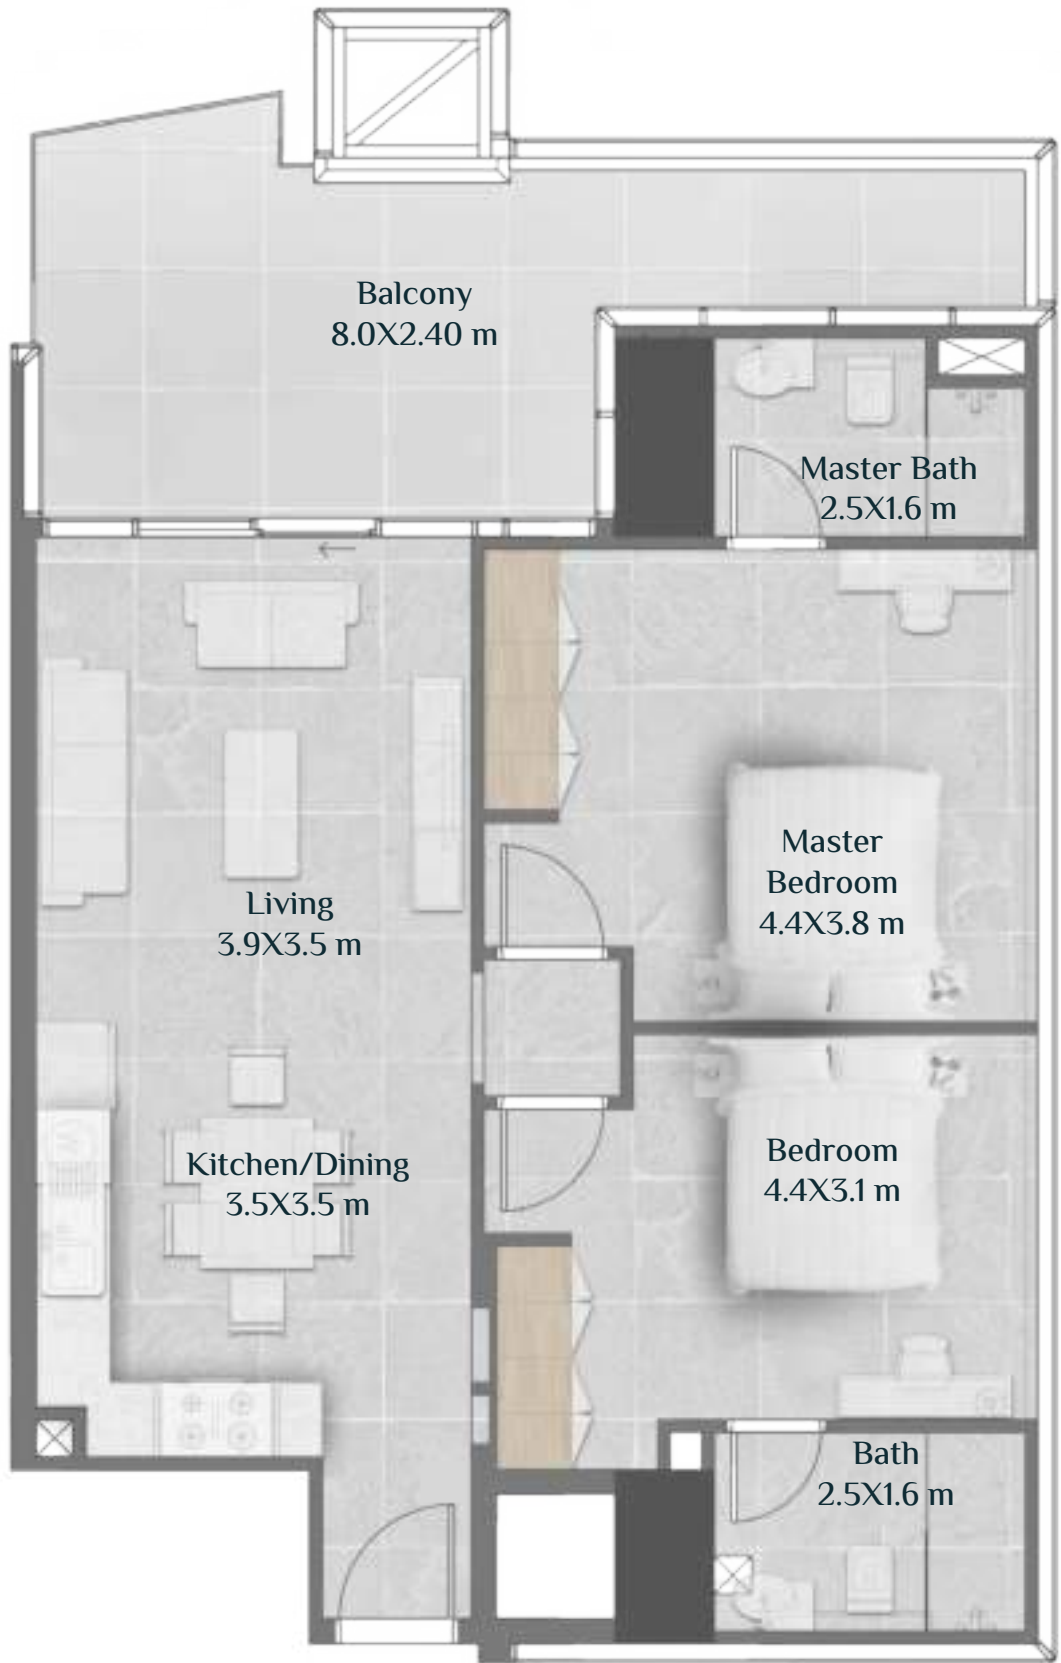 Balcony
8.0X2.40 m
Master Bath
2.5X1.6 m
Master
Bedroom
4.4X3.8 m
Living
3.9X3.5 m
Kitchen/Dining
3.5X3.5 m
Bedroom
4.4X3.1 m
Bath
2.5X1.6 m